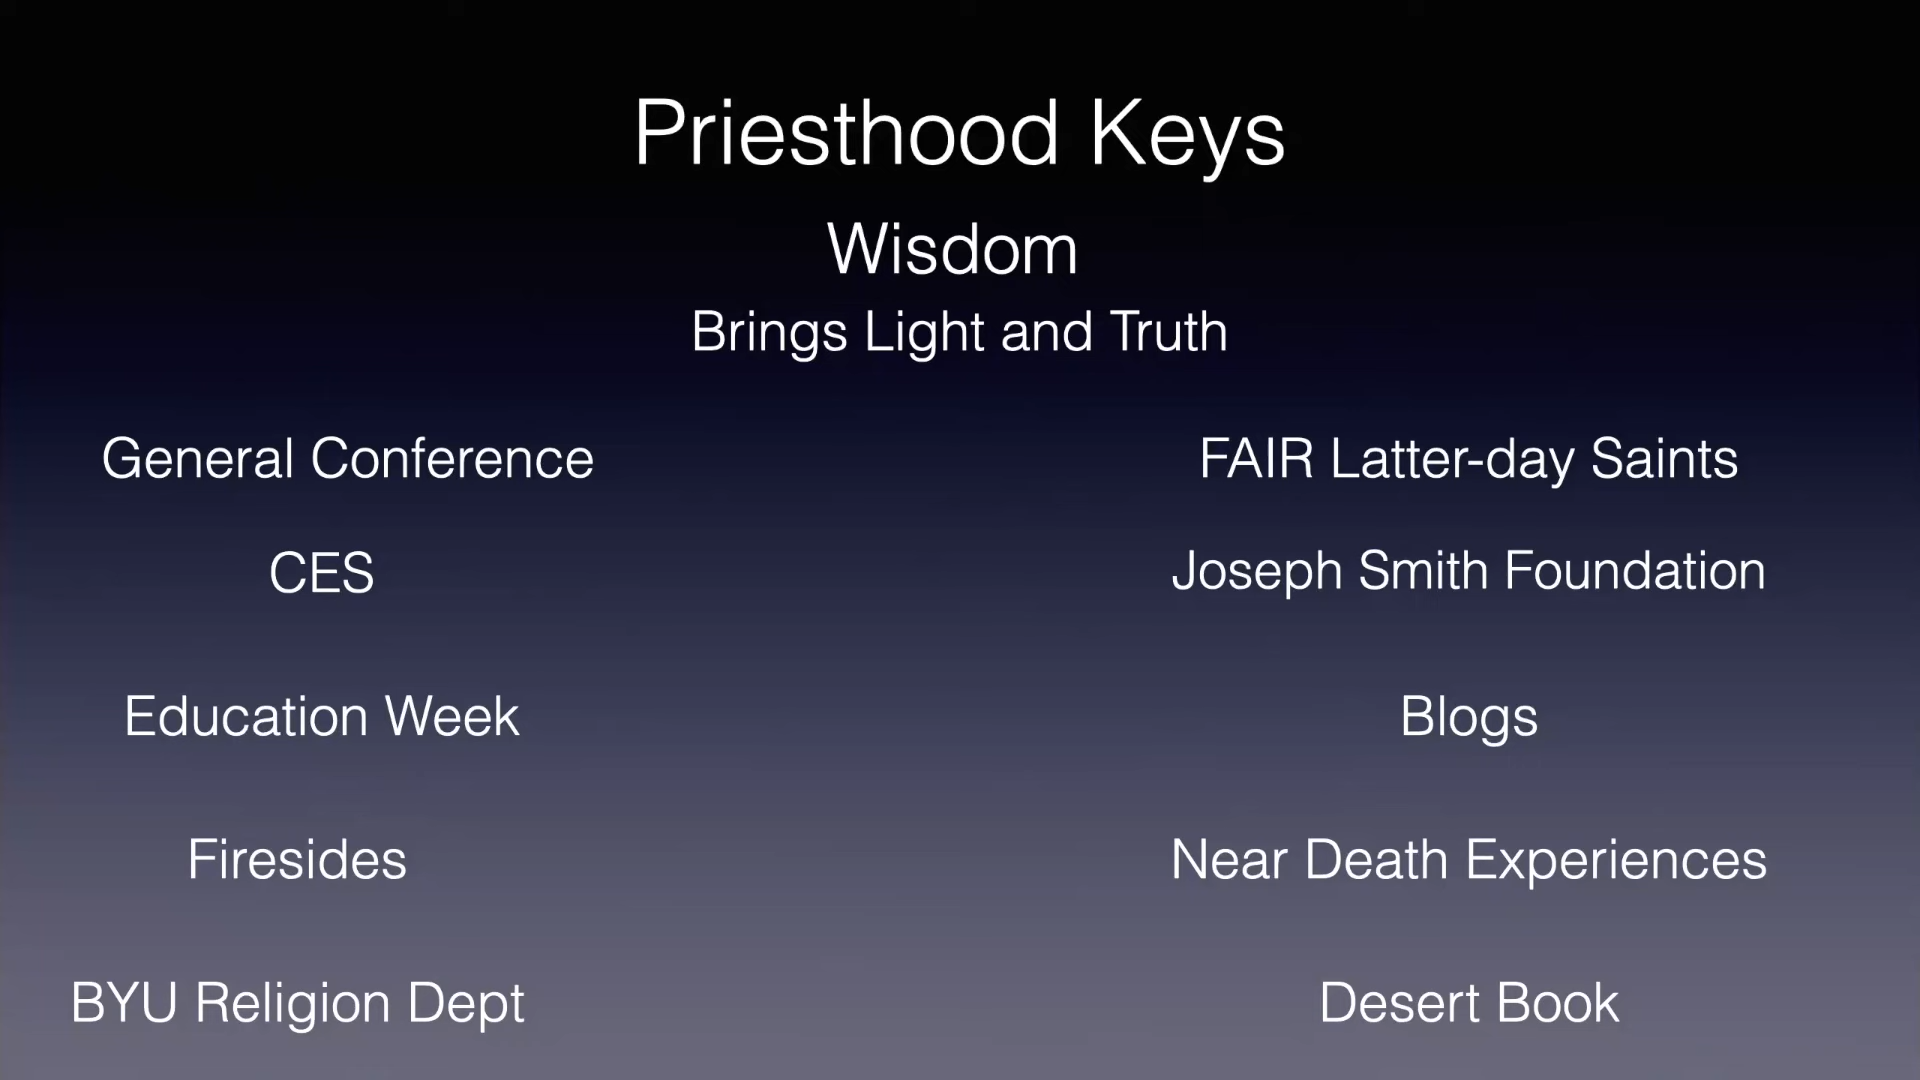 Priesthood Keys
Wisdom
Brings Light and Truth
General Conference
FAIR Latter-day Saints
CES
Joseph Smith Foundation
Education Week
Blogs
Firesides
Near Death Experiences
BYU Religion Dept
Desert Book